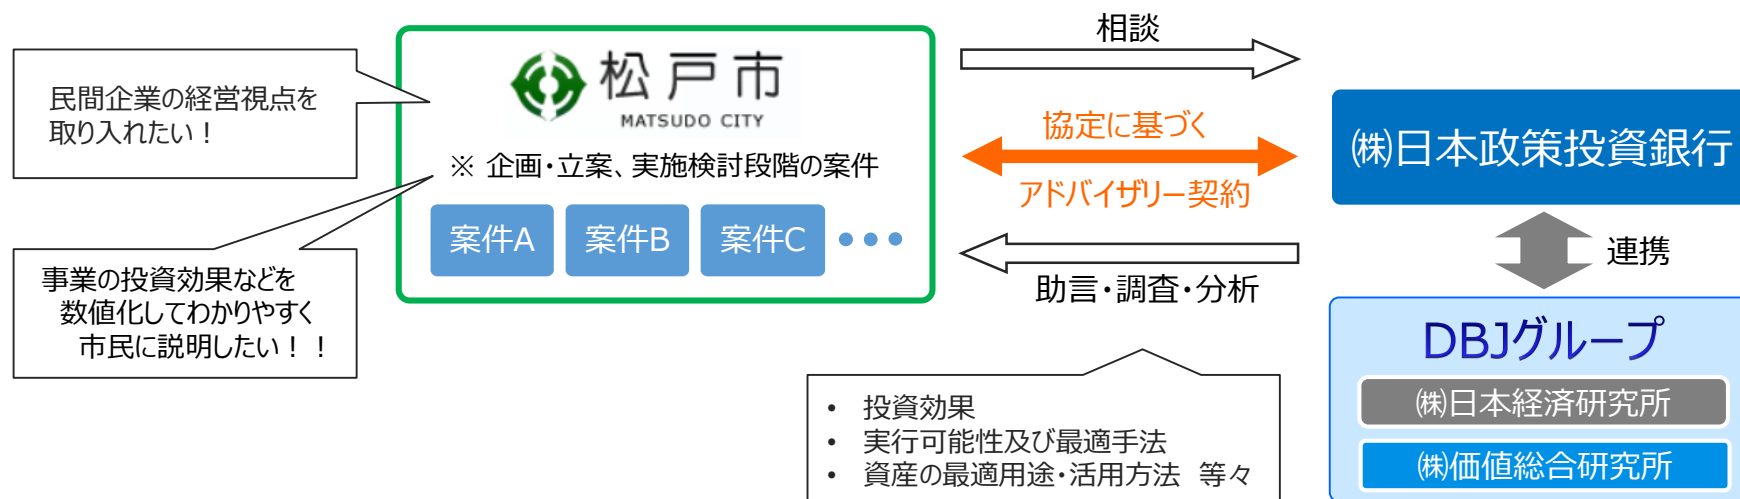 民間企業の経営視点を
取り入れたい！
事業の投資効果などを
数値化してわかりやすく
市民に説明したい！！
松戸市
MATSUDO CITY
※ 企画・立案、実施検討段階の案件
案件A
案件B
案件C
•••
相談
協定に基づく
アドバイザリー契約
助言・調査・分析
• 投資効果
• 実行可能性及び最適手法
• 資産の最適用途・活用方法 等々
㈱日本政策投資銀行
連携
DBJグループ
㈱日本経済研究所
㈱価値総合研究所